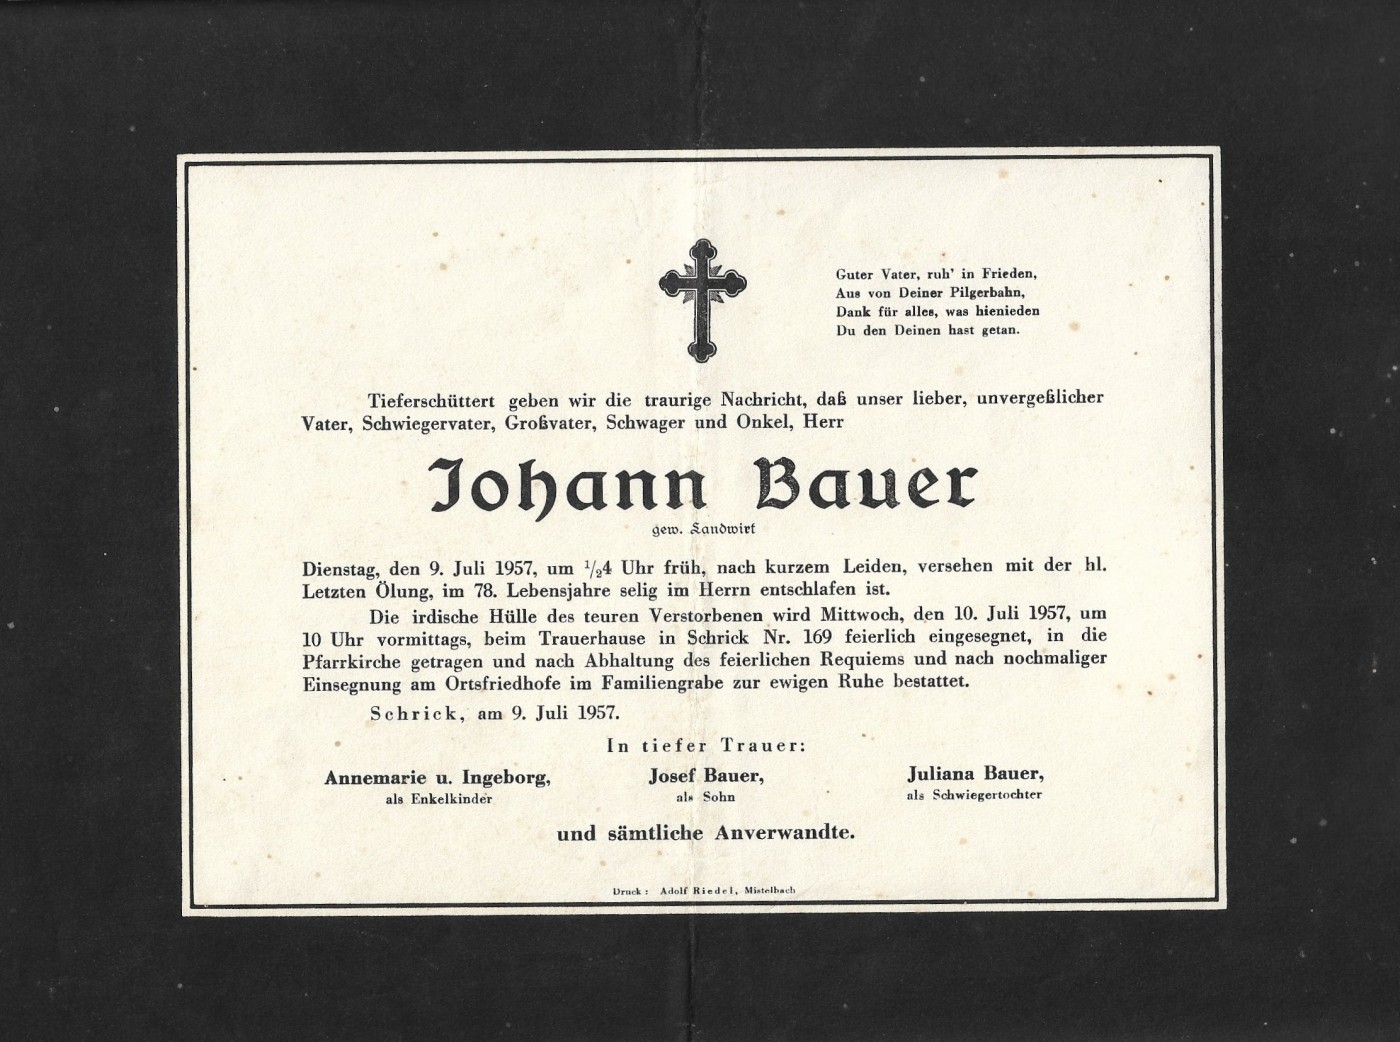 Guter Vater, ruh' in Frieden,
Aus von Deiner Pilgerbahn,
Dank für alles, was hienieden
Du den Deinen hast getan.
Tieferschüttert geben wir die traurige Nachricht, daß unser lieber, unvergeßlicher
Vater, Schwiegervater, Großvater, Schwager und Onkel, Herr
Johann Bauer
gew. Landwirt
Dienstag, den 9. Juli 1957, um 1/24 Uhr früh, nach kurzem Leiden, versehen mit der hl.
Letzten Ölung, im 78. Lebensjahre selig im Herrn entschlafen ist.
Die irdische Hülle des teuren Verstorbenen wird Mittwoch, den 10. Juli 1957, um
10 Uhr vormittags, beim Trauerhause in Schrick Nr. 169 feierlich eingesegnet, in die
Pfarrkirche getragen und nach Abhaltung des feierlichen Requiems und nach nochmaliger
Einsegnung am Ortsfriedhofe im Familiengrabe zur ewigen Ruhe bestattet.
Schrick, am 9. Juli 1957.
In tiefer Trauer:
Annemarie u. Ingeborg, Josef Bauer, Juliana Bauer,
als Enkelkinder als Sohn als Schwiegertochter
und sämtliche Anverwandte.
Druck: Adolf Riedel, Mistelbach